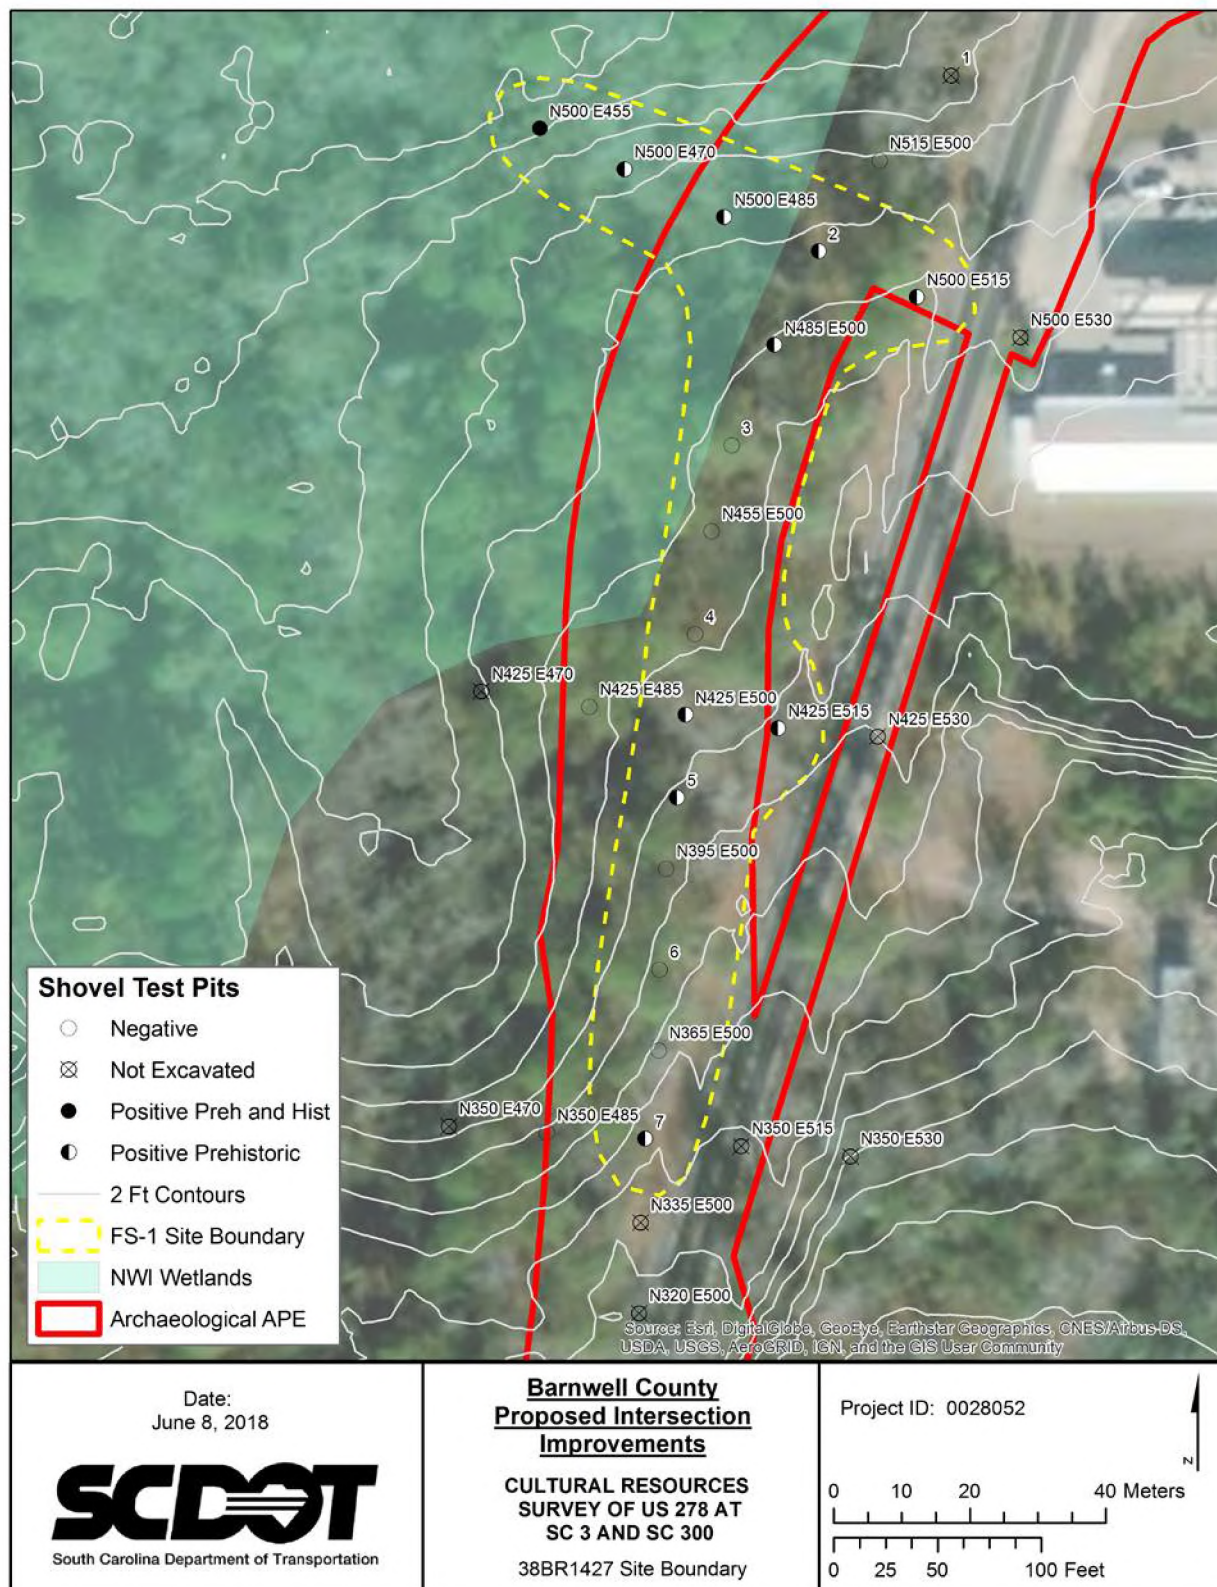 1
N500 E455
N515 E500
N500 E470
N500 E485
2
N500 E515
N500 E530
N485 E500
3
N455 E500
4
N425 E470
N425 E485
N425 E500
N425 E515
N425 E530
5
N395 E500
6
N365 E500
N350 E470
N350 E485
7
N350 E515
N350 E530
N335 E500
N320 E500
Shovel Test Pits
Negative
Not Excavated
Positive Preh and Hist
Positive Prehistoric
2 Ft Contours
FS-1 Site Boundary
NWI Wetlands
Archaeological APE
Source: Esri, DigitalGlobe, GeoEye, Earthstar Geographics, CNES/Airbus DS,
USDA, USGS, AeroGRID, IGN, and the GIS User Community
Date:
June 8, 2018
SCDOT
South Carolina Department of Transportation
Barnwell County
Proposed Intersection
Improvements
CULTURAL RESOURCES
SURVEY OF US 278 AT
SC 3 AND SC 300
38BR1427 Site Boundary
Project ID: 0028052
N
0 10 20 40 Meters
0 25 50 100 Feet